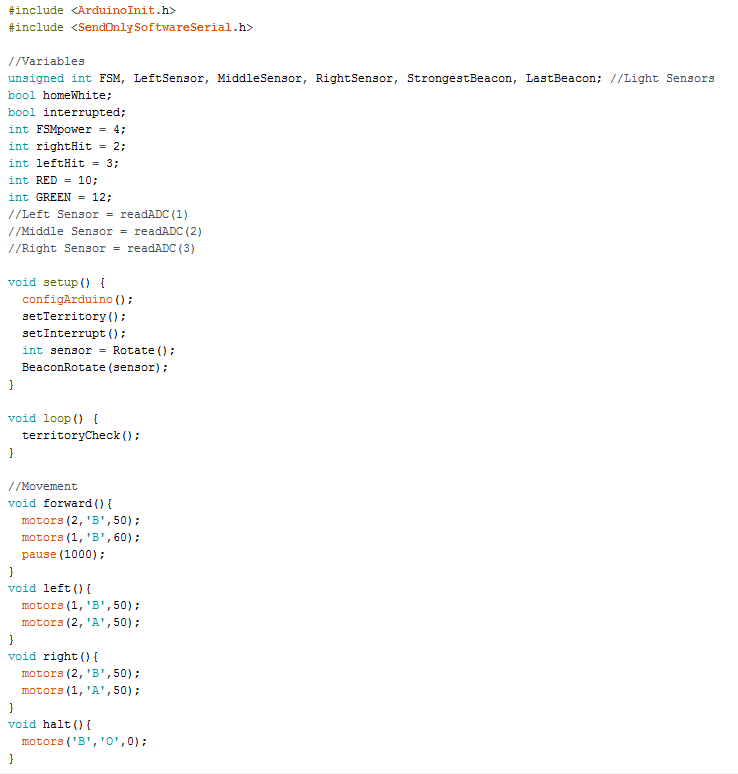 #include <ArduinoInit.h>
#include <SendOnlySoftwareSerial.h>
//Variables
unsigned int FSM, LeftSensor, MiddleSensor, RightSensor, StrongestBeacon, LastBeacon; //Light Sensors
bool homeWhite;
bool interrupted;
int FSMpower = 4;
int rightHit = 2;
int leftHit = 3;
int RED = 10;
int GREEN = 12;
//Left Sensor = readADC(1)
//Middle Sensor = readADC(2)
//Right Sensor = readADC(3)
void setup() {
configArduino();
setTerritory();
setInterrupt();
int sensor = Rotate();
BeaconRotate(sensor);
}
void loop() {
territoryCheck();
}
//Movement
void forward(){
motors(2,'B',50);
motors(1,'B',60);
pause(1000);
}
void left(){
motors(1,'B',50);
motors(2,'A',50);
}
void right(){
motors(2,'B',50);
motors(1,'A',50);
}
void halt(){
motors('B','O',0);
}